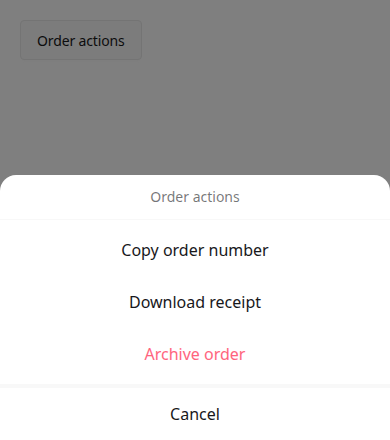 Order actions
Order actions
Copy order number
Download receipt
Archive order
Cancel